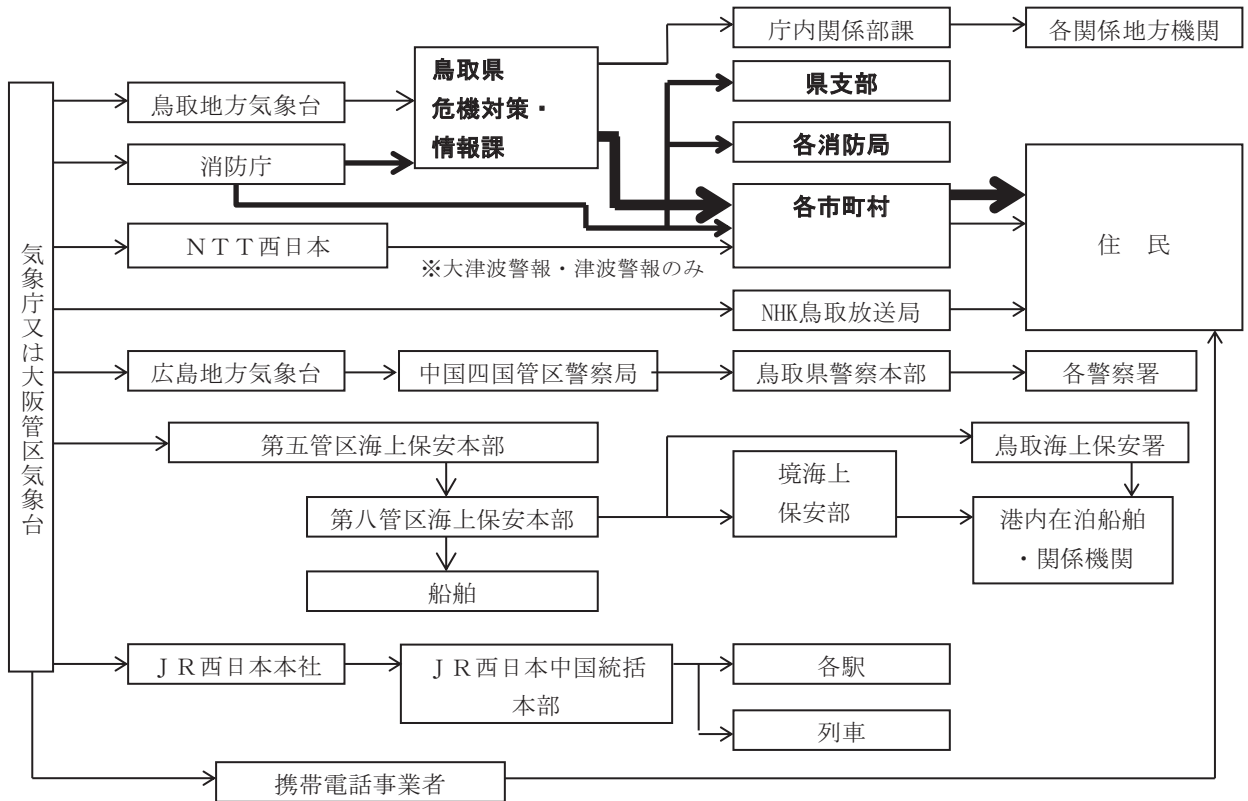 庁内関係部課
各関係地方機関
鳥取県
危機対策・
情報課
県支部
鳥取地方気象台
各消防局
消防庁
各市町村
気象庁又は大阪管区気象台
ＮＴＴ西日本
※大津波警報・津波警報のみ
住　民
NHK鳥取放送局
広島地方気象台
中国四国管区警察局
鳥取県警察本部
各警察署
第五管区海上保安本部
鳥取海上保安署
境海上
保安部
第八管区海上保安本部
港内在泊船舶
・関係機関
船舶
ＪＲ西日本本社
ＪＲ西日本中国統括
本部
各駅
列車
携帯電話事業者